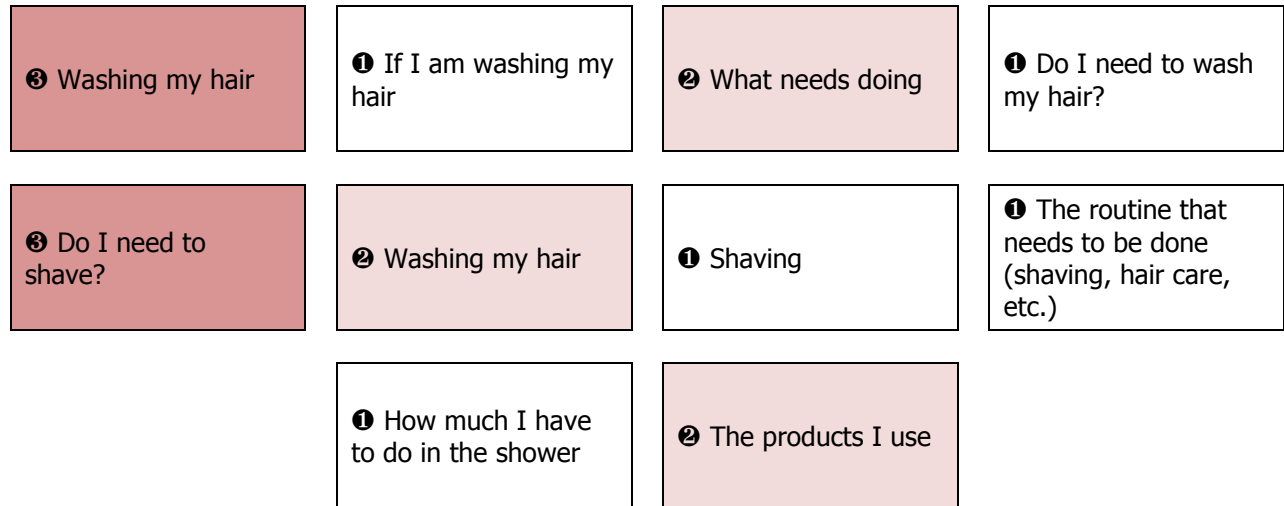 ❸ Washing my hair
❶ If I am washing my
hair
❷ What needs doing
❶ Do I need to wash
my hair?
❸ Do I need to
shave?
❷ Washing my hair
❶ Shaving
❶ The routine that
needs to be done
(shaving, hair care,
etc.)
❶ How much I have
to do in the shower
❷ The products I use